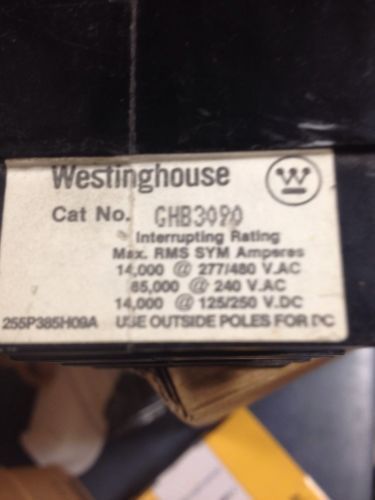 Westinghouse W
Cat No. GHB3090
Interrupting Rating
Max. RMS SYM Amperes
14,000 @ 277/480 V.AC
65,000 @ 240 V.AC
14,000 @ 125/250 V.DC
255P385H09A USE OUTSIDE POLES FOR DC